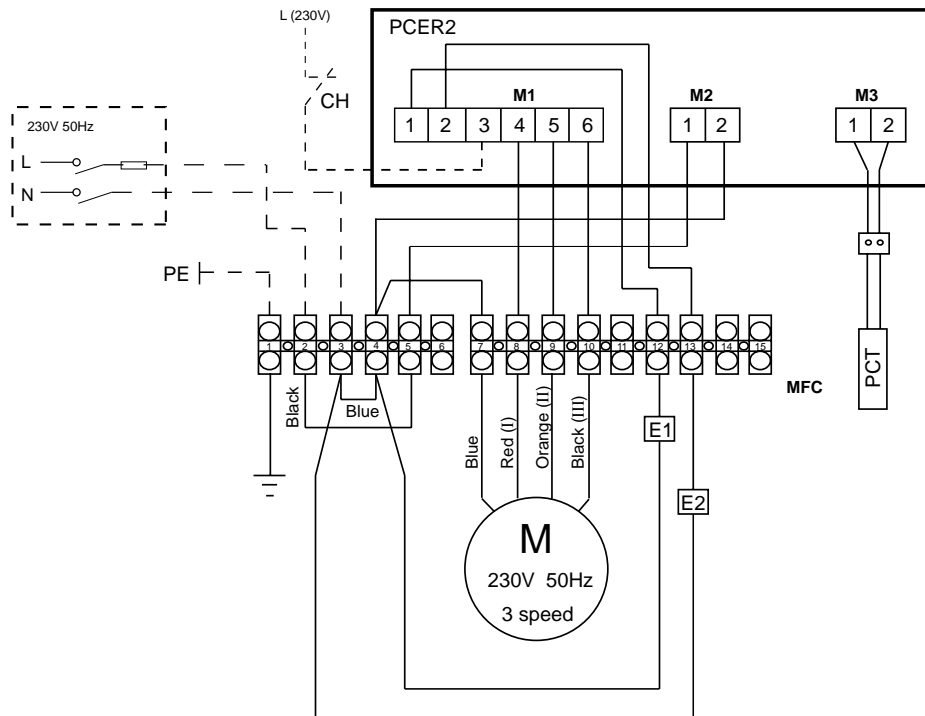 L (230V)
PCER2
CH
M1
M2
M3
1 2 3 4 5 6
1 2
1 2
230V 50Hz
L
N
PE
1 2 3 4 5 6 7 8 9 10 11 12 13 14 15
MFC
PCT
Black
Blue
Blue
Red (I)
Orange (II)
Black (III)
E1
E2
M
230V 50Hz
3 speed